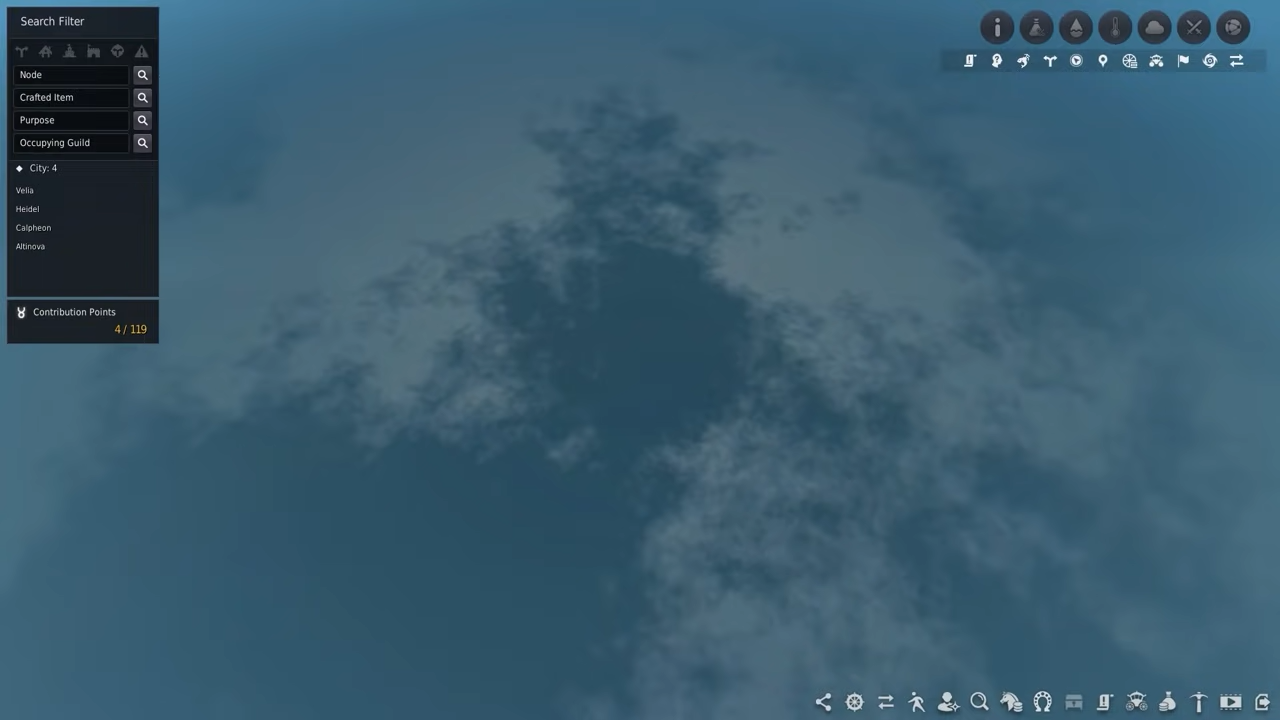 Search Filter
Node
Crafted Item
Purpose
Occupying Guild
City: 4
Velia
Heidel
Calpheon
Altinova
Contribution Points
4 / 119